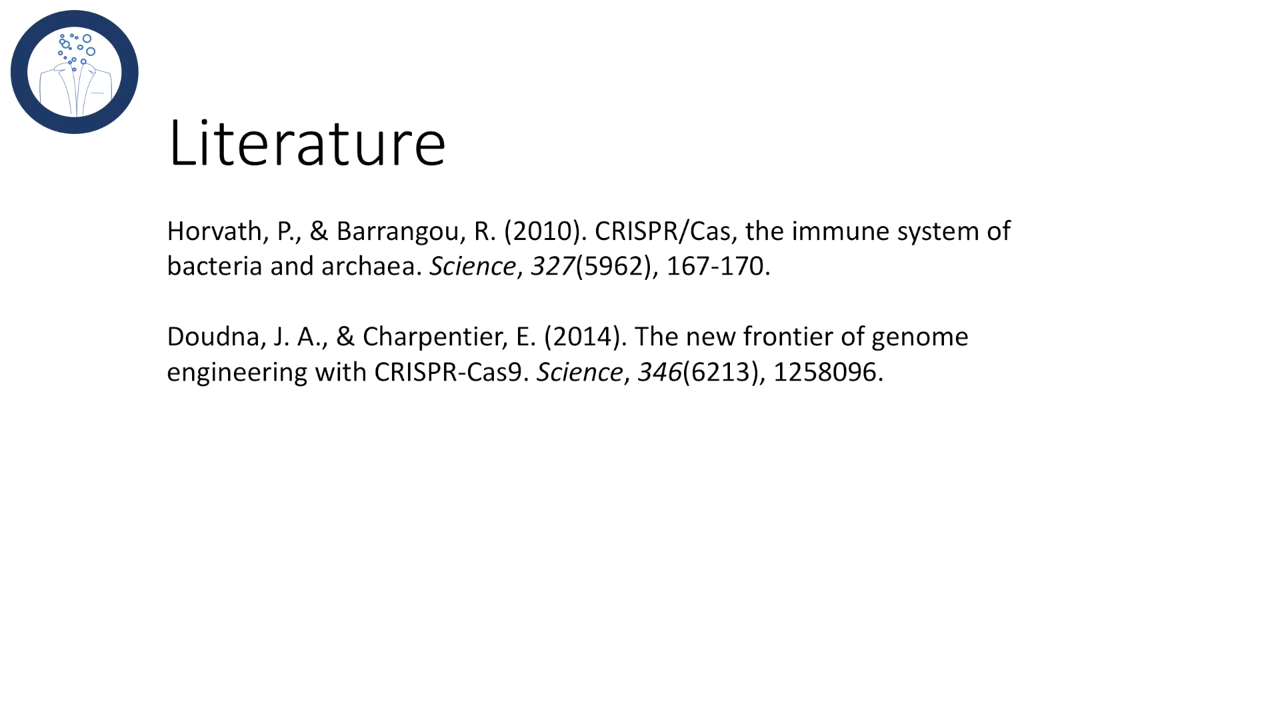 Literature
Horvath, P., & Barrangou, R. (2010). CRISPR/Cas, the immune system of
bacteria and archaea. Science, 327(5962), 167-170.
Doudna, J. A., & Charpentier, E. (2014). The new frontier of genome
engineering with CRISPR-Cas9. Science, 346(6213), 1258096.